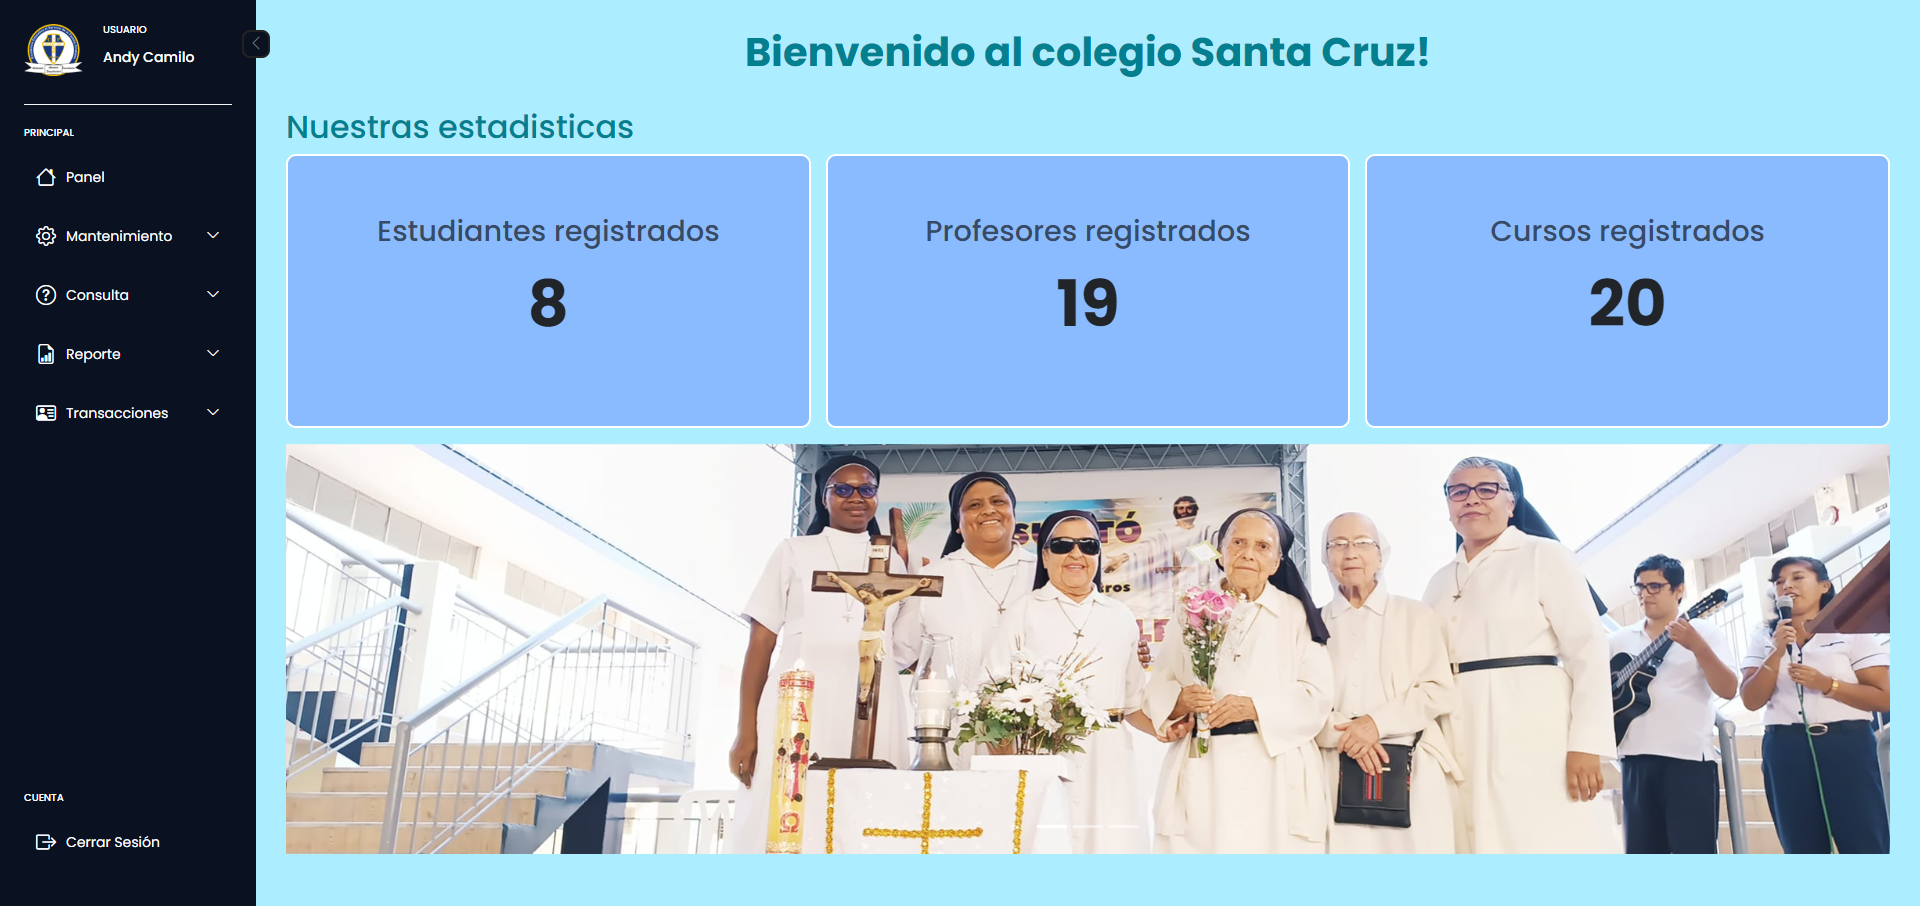 USUARIO
Andy Camilo
PRINCIPAL
Panel
Mantenimiento
Consulta
Reporte
Transacciones
CUENTA
Cerrar Sesión
Bienvenido al colegio Santa Cruz!
Nuestras estadisticas
Estudiantes registrados
8
Profesores registrados
19
Cursos registrados
20